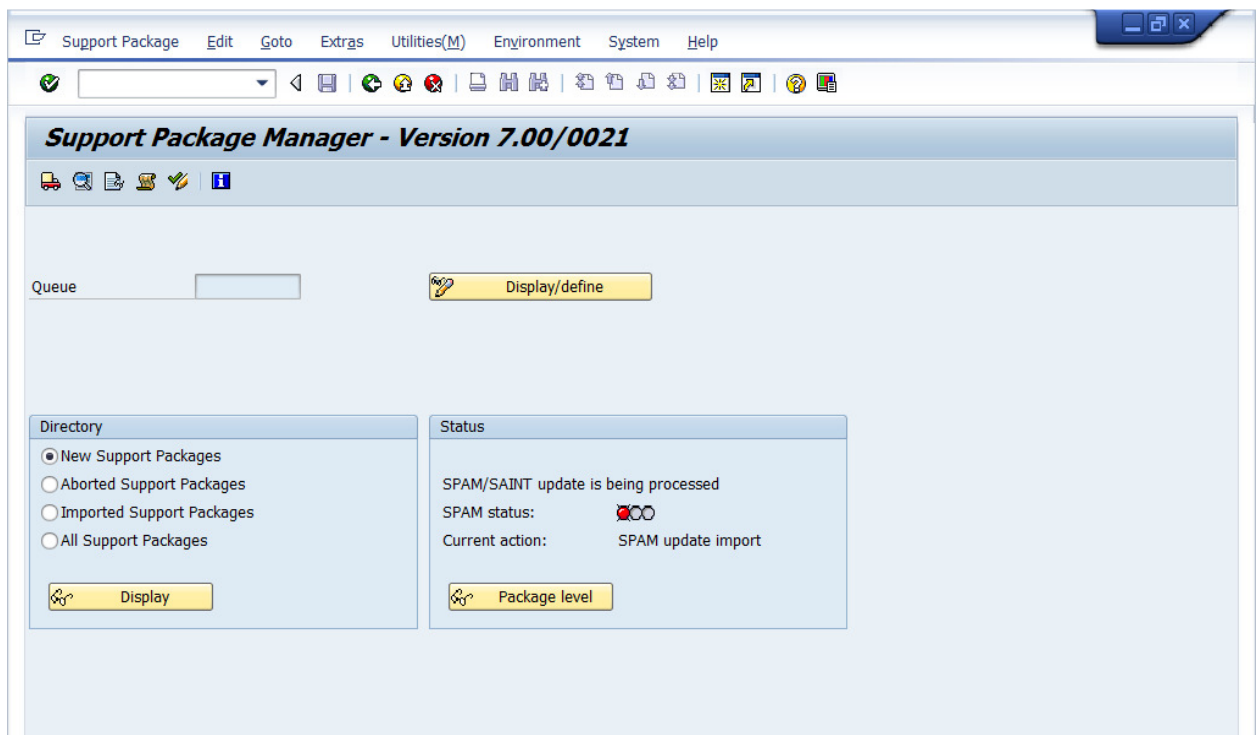 Support Package Edit Goto Extras Utilities(M) Environment System Help
Support Package Manager - Version 7.00/0021
Queue Display/define
Directory
New Support Packages
Aborted Support Packages
Imported Support Packages
All Support Packages
Display
Status
SPAM/SAINT update is being processed
SPAM status:
Current action: SPAM update import
Package level